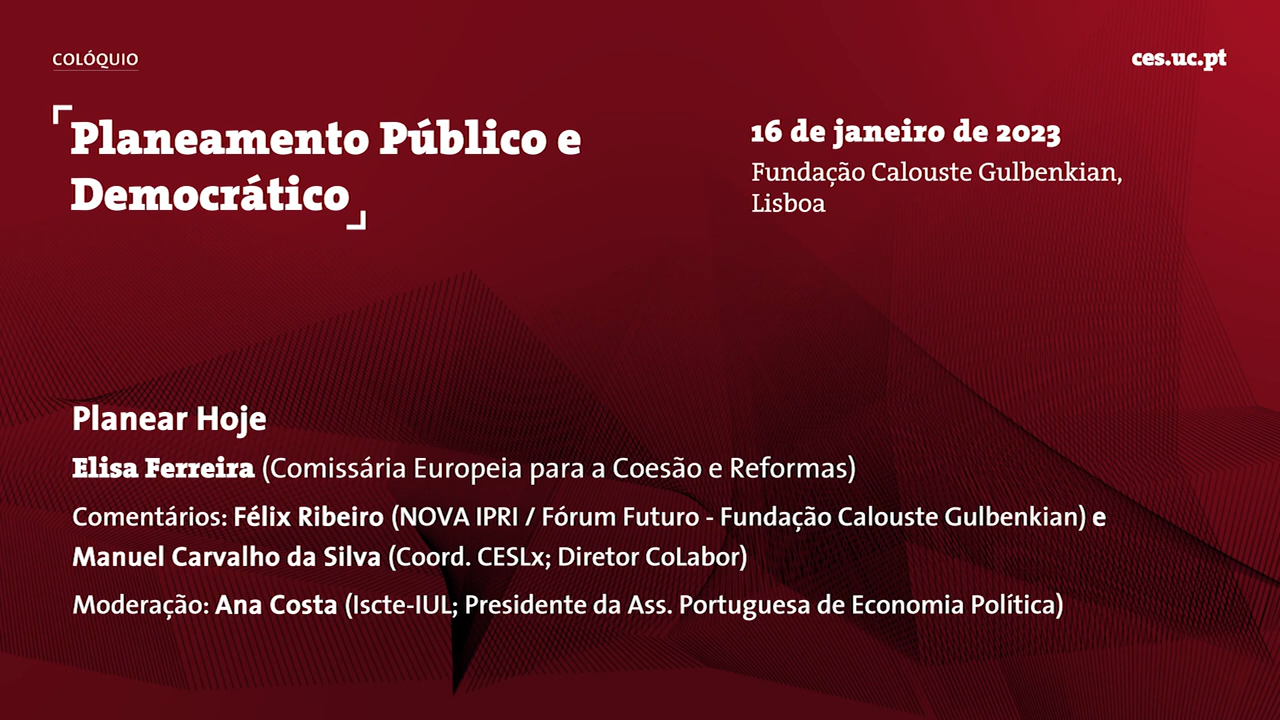 COLÓQUIO
ces.uc.pt
Planeamento Público e
Democrático
16 de janeiro de 2023
Fundação Calouste Gulbenkian,
Lisboa
Planear Hoje
Elisa Ferreira (Comissária Europeia para a Coesão e Reformas)
Comentários: Félix Ribeiro (NOVA IPRI / Fórum Futuro - Fundação Calouste Gulbenkian) e
Manuel Carvalho da Silva (Coord. CESLx; Diretor CoLabor)
Moderação: Ana Costa (Iscte-IUL; Presidente da Ass. Portuguesa de Economia Política)